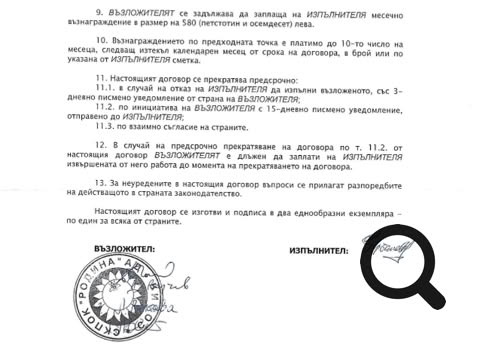 9. ВЪЗЛОЖИТЕЛЯТ се задължава да заплаща на ИЗПЪЛНИТЕЛЯ месечно
възнаграждение в размер на 580 (петстотин и осемдесет) лева.
10. Възнаграждението по предходната точка е платимо до 10-то число на
месеца, следващ изтекъл календарен месец от срока на договора, в брой или по
указана от ИЗПЪЛНИТЕЛЯ сметка.
11. Настоящият договор се прекратява предсрочно:
11.1. в случай на отказ на ИЗПЪЛНИТЕЛЯ да изпълни възложеното, със 3-
дневно писмено уведомление от страна на ВЪЗЛОЖИТЕЛЯ;
11.2. по инициатива на ВЪЗЛОЖИТЕЛЯ с 15-дневно писмено уведомление,
отправено до ИЗПЪЛНИТЕЛЯ;
11.3. по взаимно съгласие на страните.
12. В случай на предсрочно прекратяване на договора по т. 11.2. от
настоящия договор ВЪЗЛОЖИТЕЛЯТ е длъжен да заплати на ИЗПЪЛНИТЕЛЯ
извършената от него работа до момента на прекратяването на договора.
13. За неуредените в настоящия договор въпроси се прилагат разпоредбите
на действащото в страната законодателство.
Настоящият договор се изготви и подписа в два еднообразни екземпляра –
по един за всяка от страните.
ВЪЗЛОЖИТЕЛ:
ИЗПЪЛНИТЕЛ:
ЕСКПОК "РОДИНА"